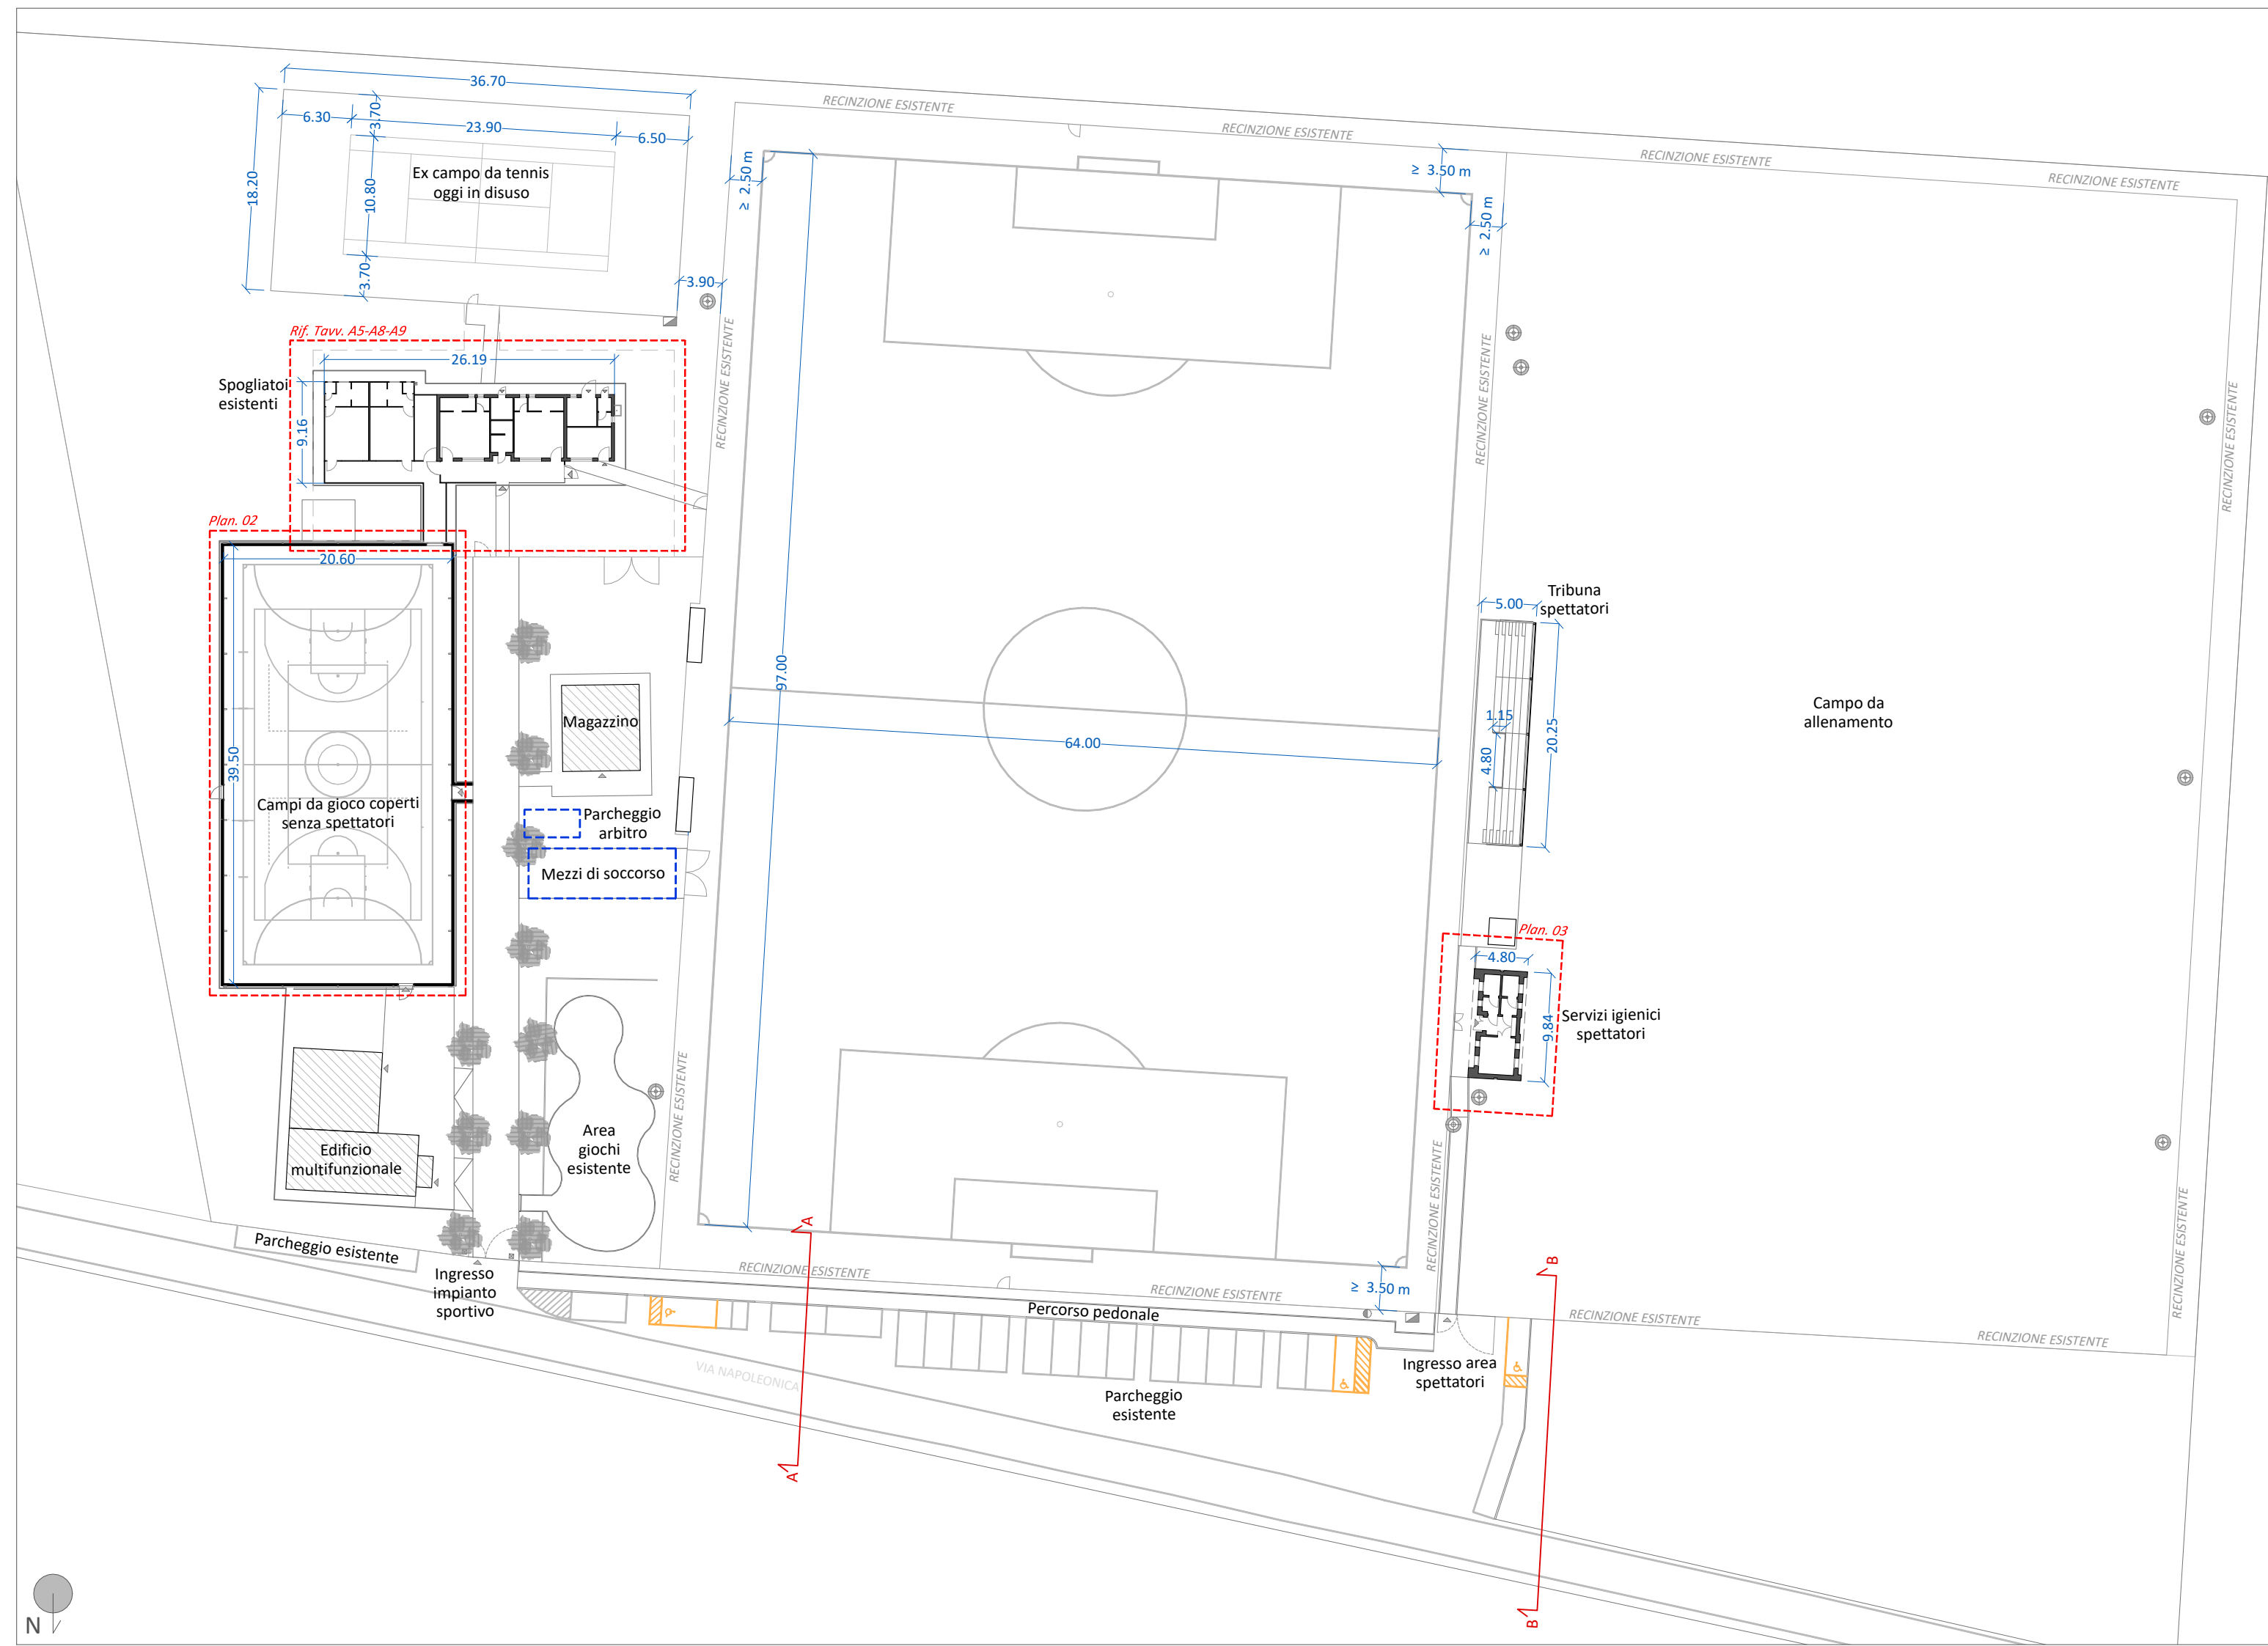 36.70
6.30
3.70
23.90
6.50
18.20
10.80
3.70
Ex campo da tennis
oggi in disuso
3.90
RECINZIONE ESISTENTE
RECINZIONE ESISTENTE
RECINZIONE ESISTENTE
RECINZIONE ESISTENTE
≥ 2.50 m
≥ 3.50 m
≥ 2.50 m
Rif. Tavv. A5-A8-A9
26.19
Spogliatoi
esistenti
9.16
RECINZIONE ESISTENTE
RECINZIONE ESISTENTE
RECINZIONE ESISTENTE
Plan. 02
20.60
39.50
Campi da gioco coperti
senza spettatori
Magazzino
Parcheggio
arbitro
Mezzi di soccorso
97.00
64.00
Tribuna
spettatori
5.00
1.15
4.80
20.25
Campo da
allenamento
Plan. 03
4.80
9.84
Servizi igienici
spettatori
Edificio
multifunzionale
Area
giochi
esistente
RECINZIONE ESISTENTE
RECINZIONE ESISTENTE
RECINZIONE ESISTENTE
Parcheggio esistente
Ingresso
impianto
sportivo
A
RECINZIONE ESISTENTE
RECINZIONE ESISTENTE
≥ 3.50 m
B
RECINZIONE ESISTENTE
RECINZIONE ESISTENTE
Percorso pedonale
VIA NAPOLEONICA
Parcheggio
esistente
Ingresso area
spettatori
A
B
N